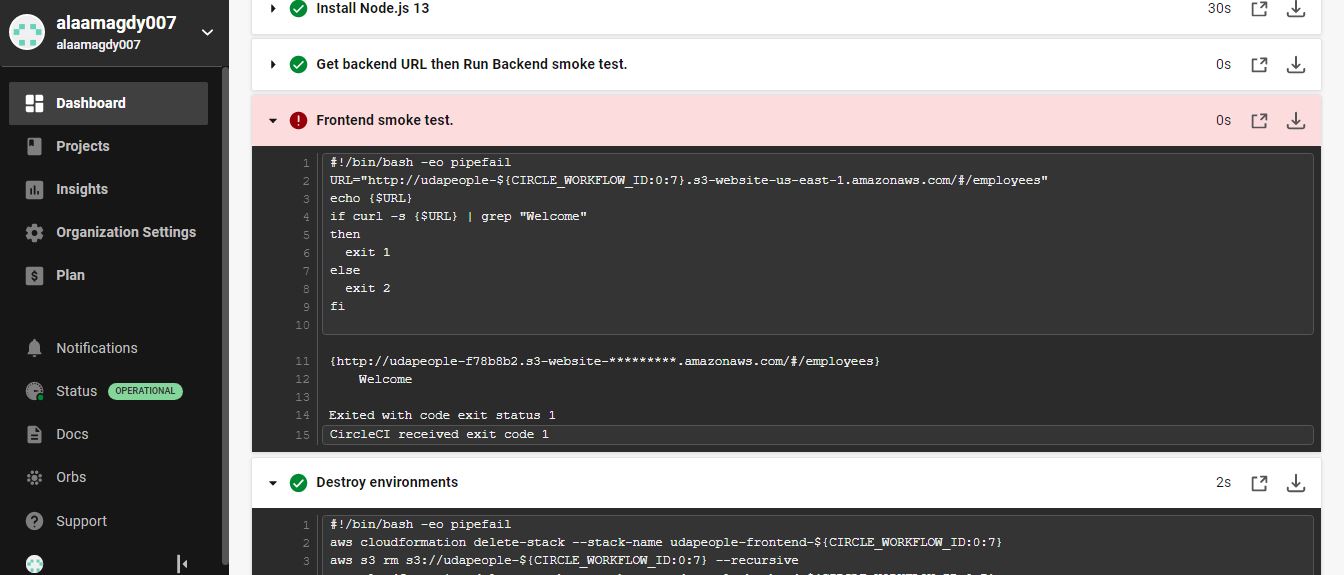 alaamagdy007
alaamagdy007
Dashboard
Projects
Insights
Organization Settings
Plan
Notifications
Status OPERATIONAL
Docs
Orbs
Support
Install Node.js 13 30s
Get backend URL then Run Backend smoke test. 0s
Frontend smoke test. 0s
1 #!/bin/bash -eo pipefail
2 URL="http://udapeople-${CIRCLE_WORKFLOW_ID:0:7}.s3-website-us-east-1.amazonaws.com/#/employees"
3 echo {$URL}
4 if curl -s {$URL} | grep "Welcome"
5 then
6 exit 1
7 else
8 exit 2
9 fi
10
11 {http://udapeople-f78b8b2.s3-website-*********.amazonaws.com/#/employees}
12 Welcome
13
14 Exited with code exit status 1
15 CircleCI received exit code 1
Destroy environments 2s
1 #!/bin/bash -eo pipefail
2 aws cloudformation delete-stack --stack-name udapeople-frontend-${CIRCLE_WORKFLOW_ID:0:7}
3 aws s3 rm s3://udapeople-${CIRCLE_WORKFLOW_ID:0:7} --recursive